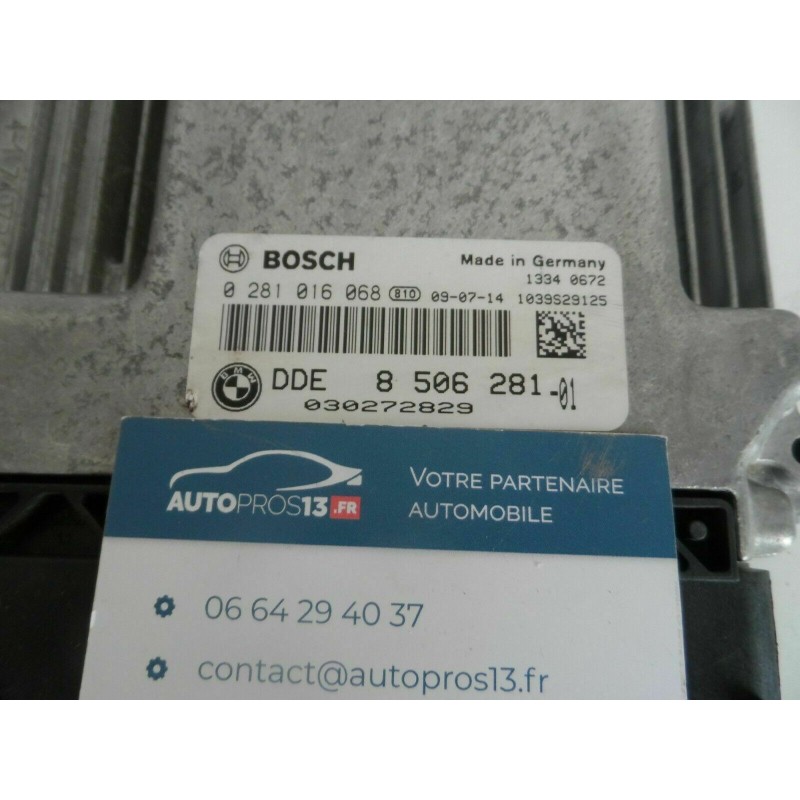 BOSCH
Made in Germany
1334 0672
0 281 016 068 810 09-07-14 1039S29125
BMW DDE 8 506 281-01
030272829
AUTOPROS13.FR
VOTRE PARTENAIRE
AUTOMOBILE
06 64 29 40 37
contact@autopros13.fr